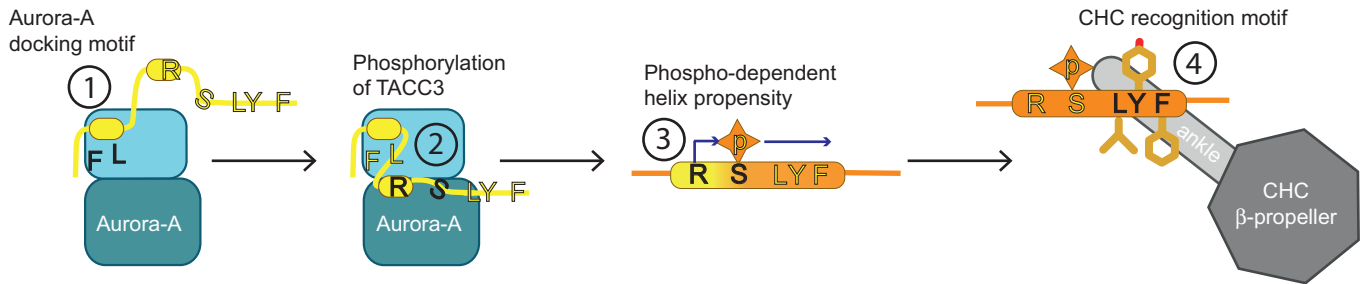 Aurora-A
docking motif
1
R
S LY F
F L
Aurora-A
Phosphorylation
of TACC3
2
F L
R S LY F
Aurora-A
Phospho-dependent
helix propensity
3
p
R S LY F
CHC recognition motif
4
p
R S LY F
ankle
CHC
β-propeller